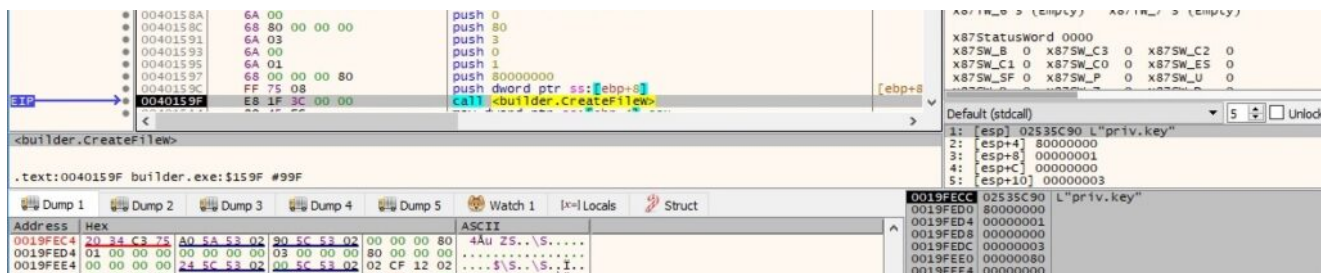 0040158A 6A 00 push 0
0040158C 68 80 00 00 00 push 80
00401591 6A 03 push 3
00401593 6A 00 push 0
00401595 6A 01 push 1
00401597 68 00 00 00 80 push 80000000
0040159C FF 75 08 push dword ptr ss:[ebp+8] [ebp+8
EIP 0040159F E8 1F 3C 00 00 call <builder.CreateFileW>
<builder.CreateFileW>
.text:0040159F builder.exe:$159F #99F
x87StatusWord 0000
x87SW_B 0 x87SW_C3 0 x87SW_C2 0
x87SW_C1 0 x87SW_C0 0 x87SW_ES 0
x87SW_SF 0 x87SW_P 0 x87SW_U 0
Default (stdcall) 5 Unlock
1: [esp] 02535C90 L"priv.key"
2: [esp+4] 80000000
3: [esp+8] 00000001
4: [esp+C] 00000000
5: [esp+10] 00000003
Dump 1 Dump 2 Dump 3 Dump 4 Dump 5 Watch 1 [x=] Locals Struct
Address Hex ASCII
0019FEC4 20 34 C3 75 A0 5A 53 02 90 5C 53 02 00 00 00 80 4Ãu ZS..\S.....
0019FED4 01 00 00 00 00 00 00 00 03 00 00 00 80 00 00 00 ................
0019FEE4 00 00 00 00 24 5C 53 02 00 5C 53 02 02 CF 12 02 ....$\S..\S..Ï..
0019FECC 02535C90 L"priv.key"
0019FED0 80000000
0019FED4 00000001
0019FED8 00000000
0019FEDC 00000003
0019FEE0 00000080
0019FEE4 00000000